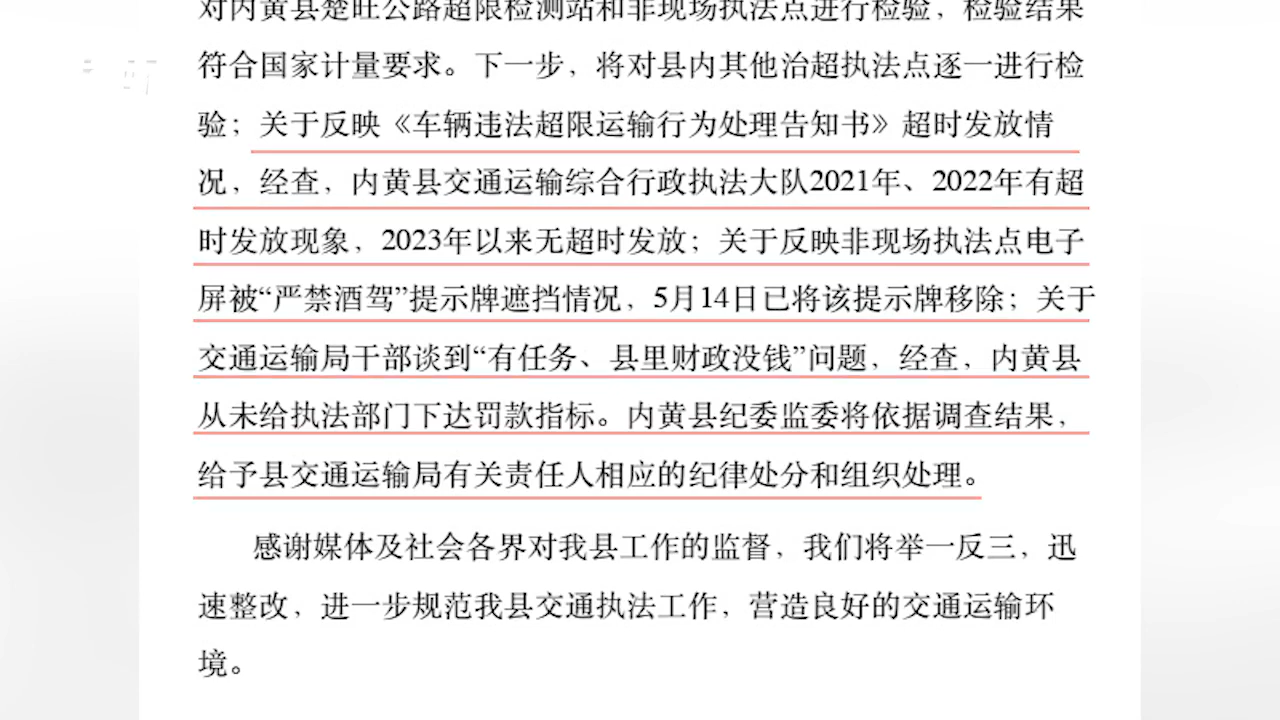 对内黄县楚旺公路超限检测站和非现场执法点进行检验，检验结果
符合国家计量要求。下一步，将对县内其他治超执法点逐一进行检
验；关于反映《车辆违法超限运输行为处理告知书》超时发放情
况，经查，内黄县交通运输综合行政执法大队2021年、2022年有超
时发放现象，2023年以来无超时发放；关于反映非现场执法点电子
屏被“严禁酒驾”提示牌遮挡情况，5月14日已将该提示牌移除；关于
交通运输局干部谈到“有任务、县里财政没钱”问题，经查，内黄县
从未给执法部门下达罚款指标。内黄县纪委监委将依据调查结果，
给予县交通运输局有关责任人相应的纪律处分和组织处理。
感谢媒体及社会各界对我县工作的监督，我们将举一反三，迅
速整改，进一步规范我县交通执法工作，营造良好的交通运输环
境。